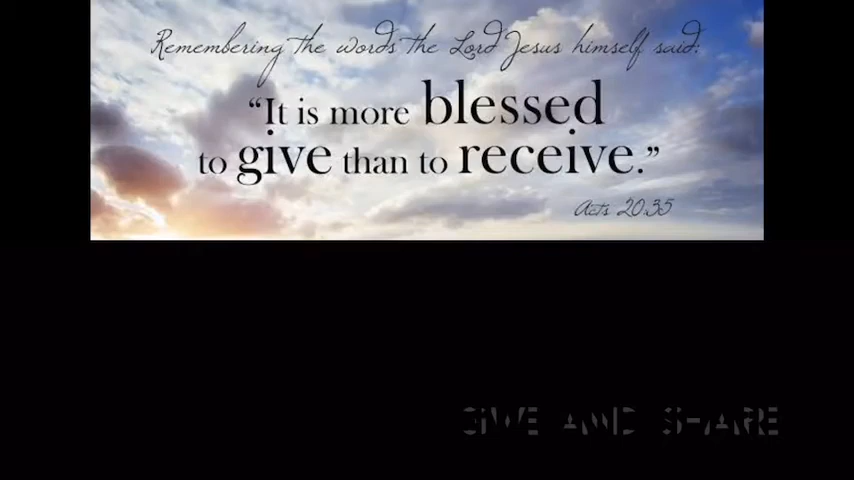 Remembering the words the Lord Jesus himself said:
“It is more blessed
to give than to receive.”
Acts 20:35
GIVE AND SHARE